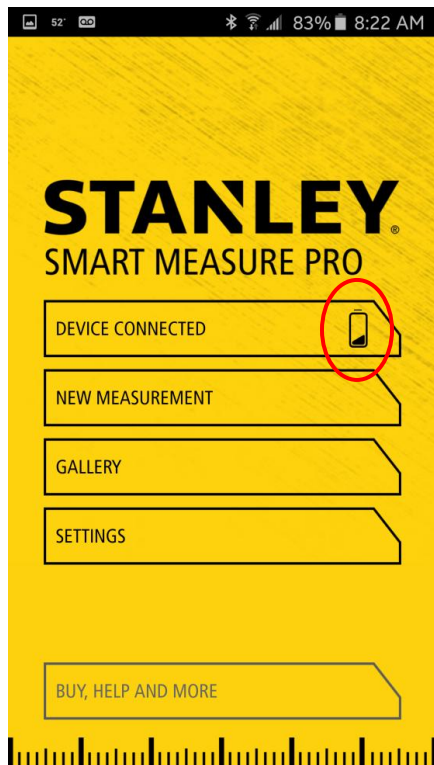 52° 83% 8:22 AM
STANLEY®
SMART MEASURE PRO
DEVICE CONNECTED
NEW MEASUREMENT
GALLERY
SETTINGS
BUY, HELP AND MORE